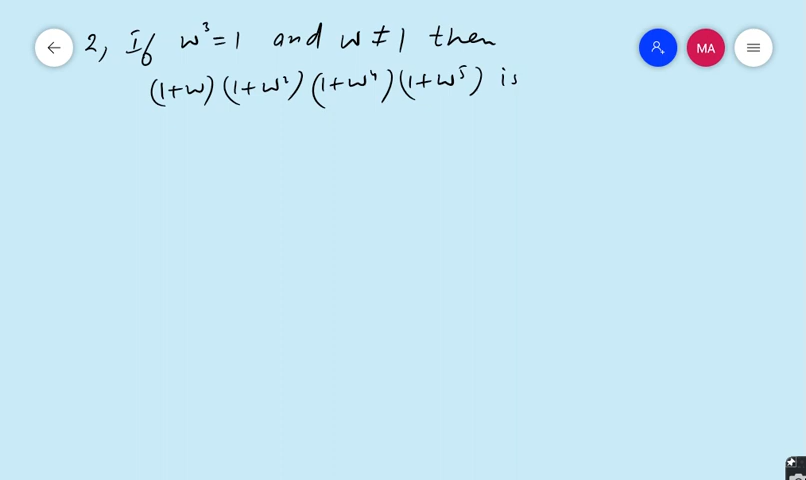 2, If w³ = 1 and w ≠ 1 then
(1+w) (1+w²) (1+w⁴) (1+w⁵) is
MA